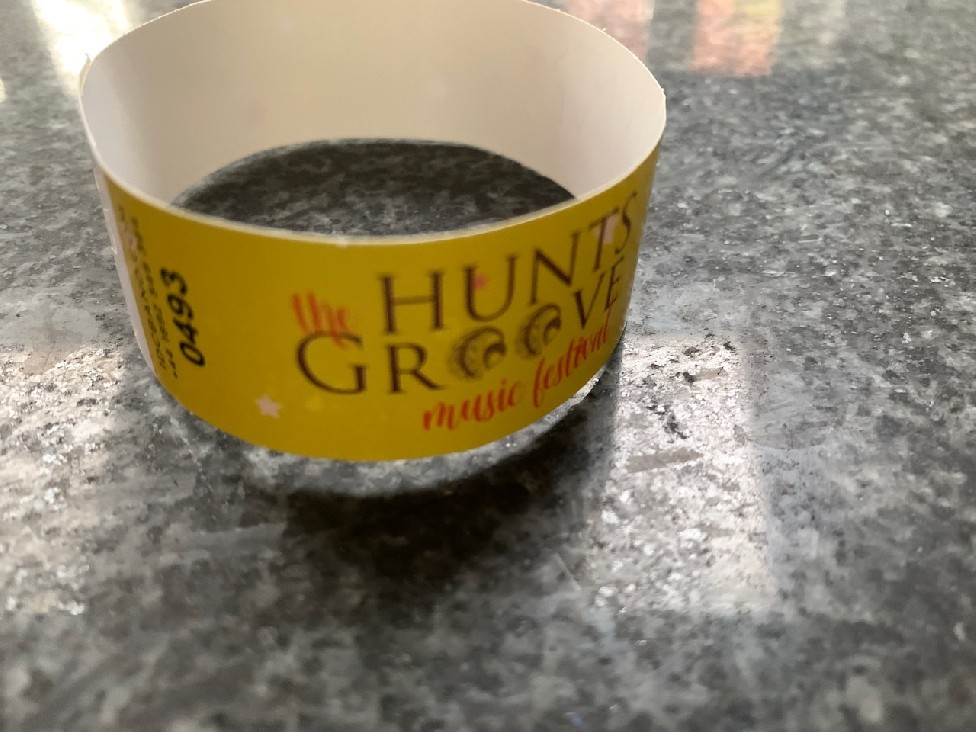 the
HUNTS
GROOVE
music festival
0493